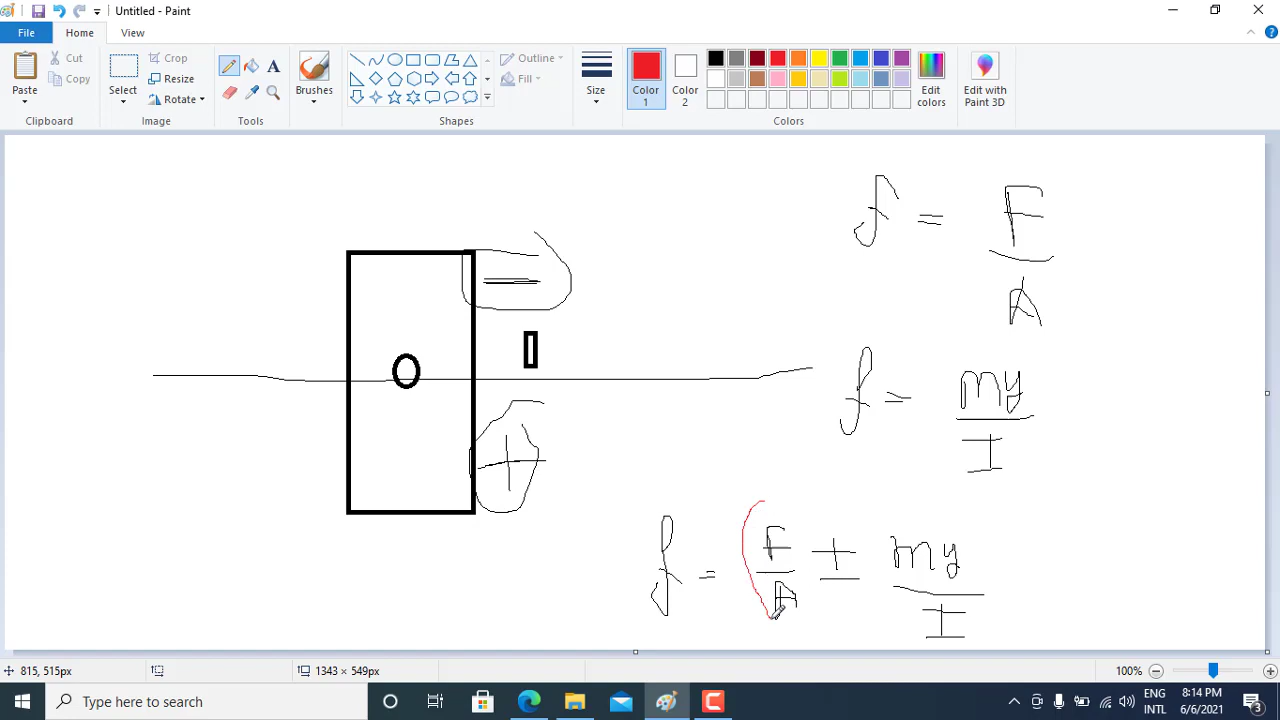 Untitled - Paint
File Home View
Paste Cut Copy
Clipboard
Select Crop Resize Rotate
Image
Tools
Brushes
Outline Fill
Shapes
Size
Color 1 Color 2
Edit colors
Colors
Edit with Paint 3D
f = F/A
O
f = my/I
f = (F/A ± my/I
815, 515px
1343 × 549px
100%
Type here to search
ENG
INTL
8:14 PM
6/6/2021